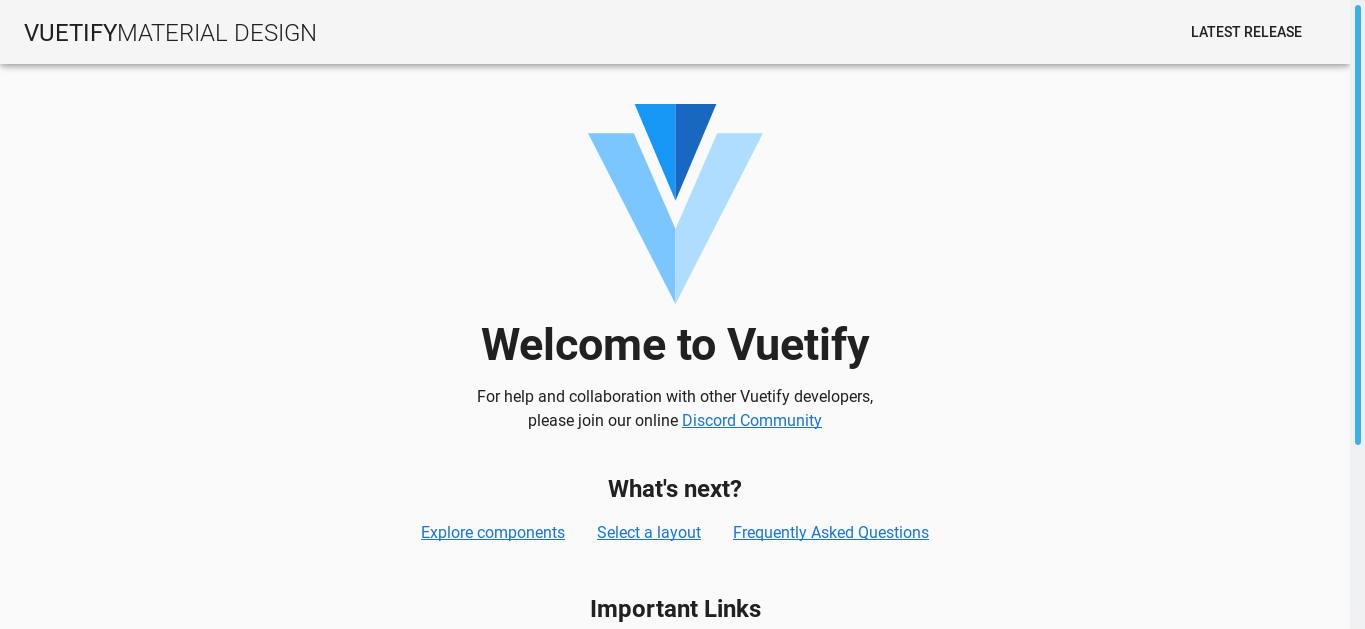 VUETIFYMATERIAL DESIGN
LATEST RELEASE
Welcome to Vuetify
For help and collaboration with other Vuetify developers,
please join our online Discord Community
What's next?
Explore components Select a layout Frequently Asked Questions
Important Links